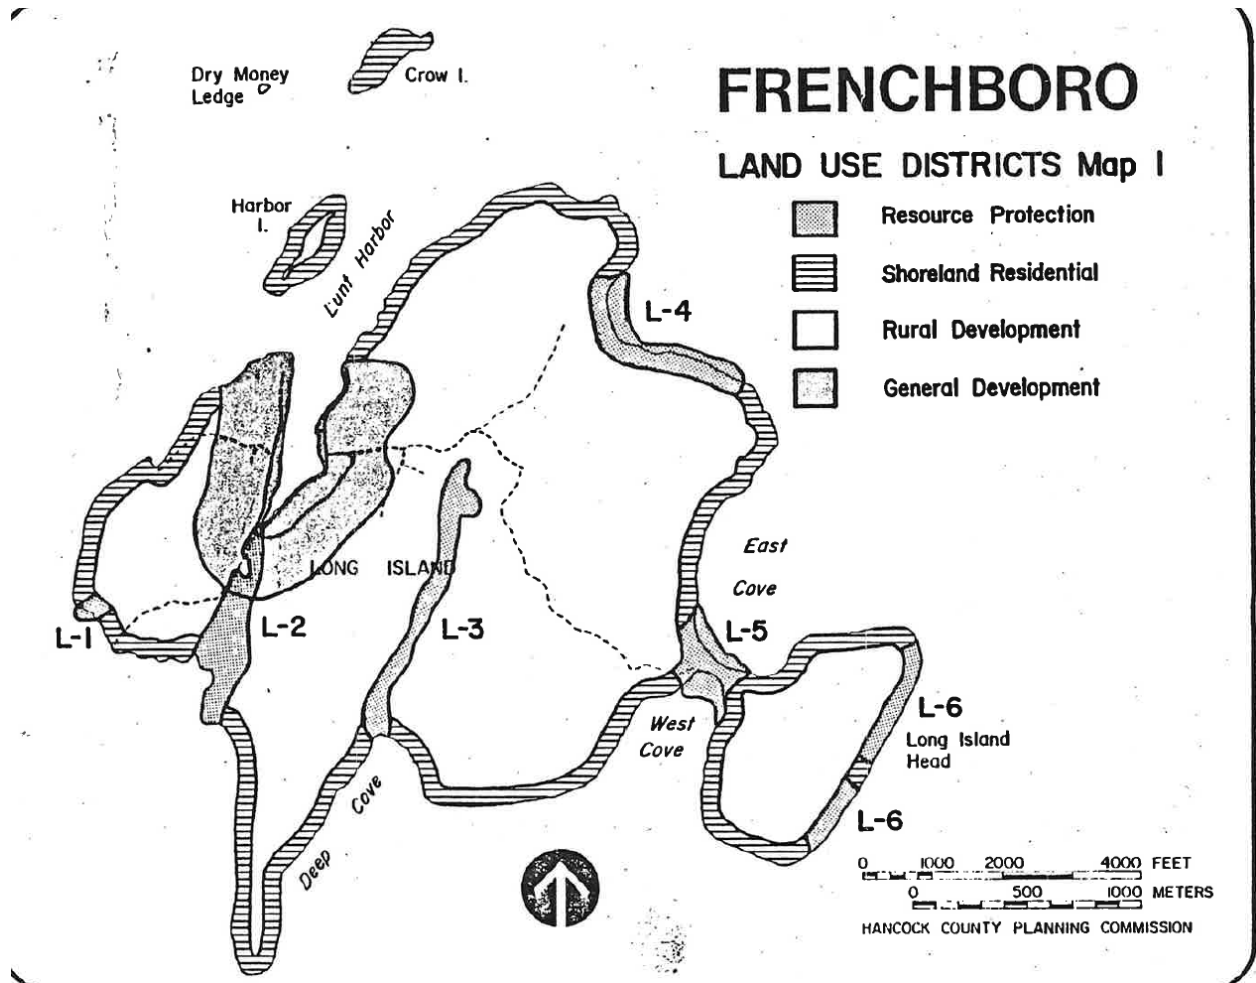 FRENCHBORO
LAND USE DISTRICTS Map I
Resource Protection
Shoreland Residential
Rural Development
General Development
Dry Money
Ledge
Crow I.
Harbor
I.
Lunt Harbor
L-4
East
Cove
LONG ISLAND
L-1
L-2
L-3
L-5
West
Cove
L-6
Long Island
Head
L-6
Deep Cove
0 1000 2000 4000 FEET
0 500 1000 METERS
HANCOCK COUNTY PLANNING COMMISSION